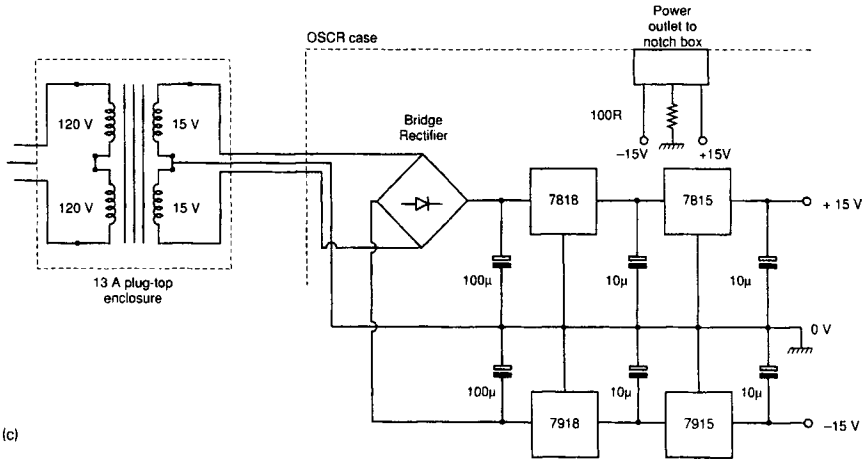 Power
outlet to
notch box
OSCR case
100R
–15V
+15V
120 V
15 V
Bridge
Rectifier
120 V
15 V
7818
7815
+ 15 V
13 A plug-top
enclosure
100μ
10μ
10μ
0 V
100μ
10μ
10μ
7918
7915
–15 V
(c)